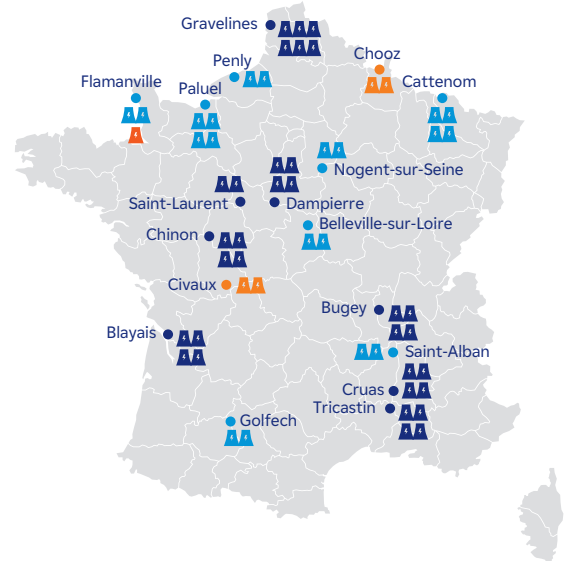 Gravelines
Chooz
Penly
Flamanville
Paluel
Cattenom
Nogent-sur-Seine
Saint-Laurent
Dampierre
Belleville-sur-Loire
Chinon
Civaux
Bugey
Blayais
Saint-Alban
Cruas
Tricastin
Golfech